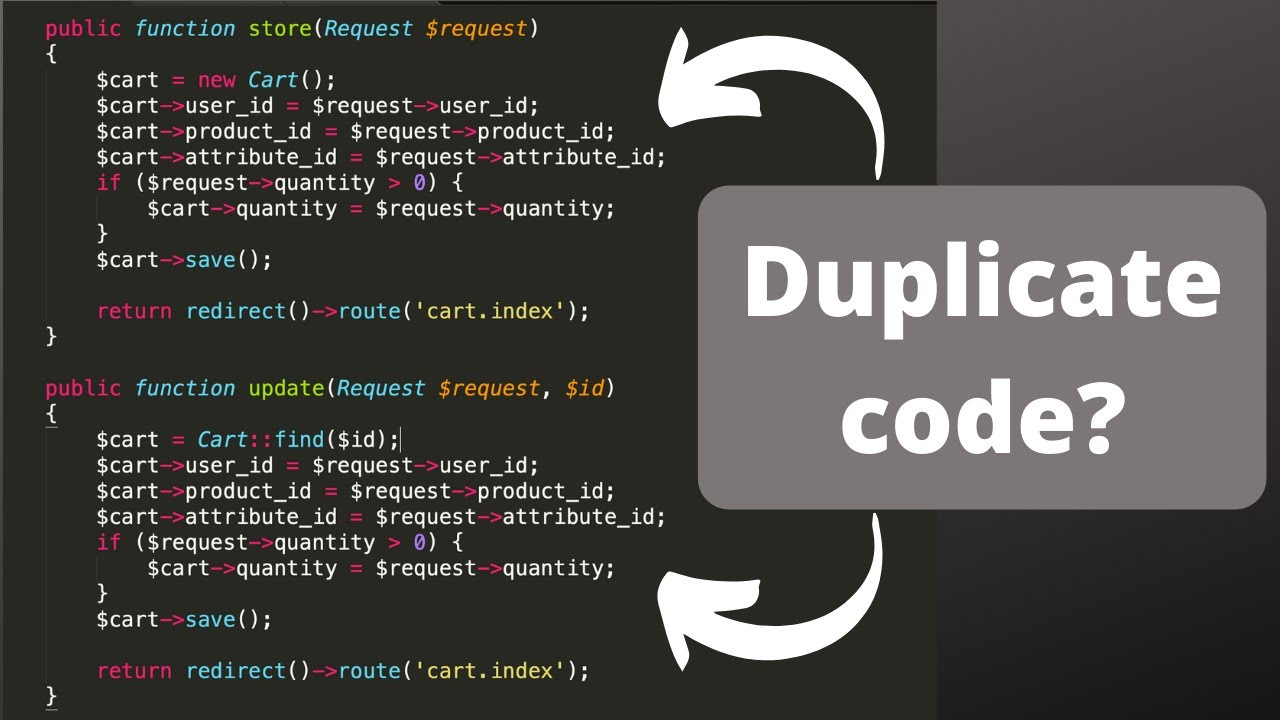 public function store(Request $request)
{
    $cart = new Cart();
    $cart->user_id = $request->user_id;
    $cart->product_id = $request->product_id;
    $cart->attribute_id = $request->attribute_id;
    if ($request->quantity > 0) {
        $cart->quantity = $request->quantity;
    }
    $cart->save();

    return redirect()->route('cart.index');
}

public function update(Request $request, $id)
{
    $cart = Cart::find($id);
    $cart->user_id = $request->user_id;
    $cart->product_id = $request->product_id;
    $cart->attribute_id = $request->attribute_id;
    if ($request->quantity > 0) {
        $cart->quantity = $request->quantity;
    }
    $cart->save();

    return redirect()->route('cart.index');
}
Duplicate
code?